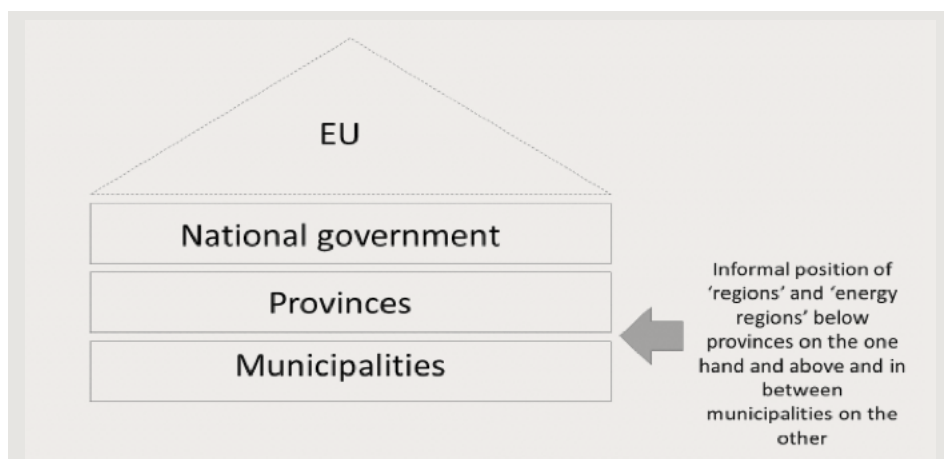 EU
National government
Provinces
Municipalities
Informal position of
‘regions’ and ‘energy
regions’ below
provinces on the one
hand and above and in
between
municipalities on the
other